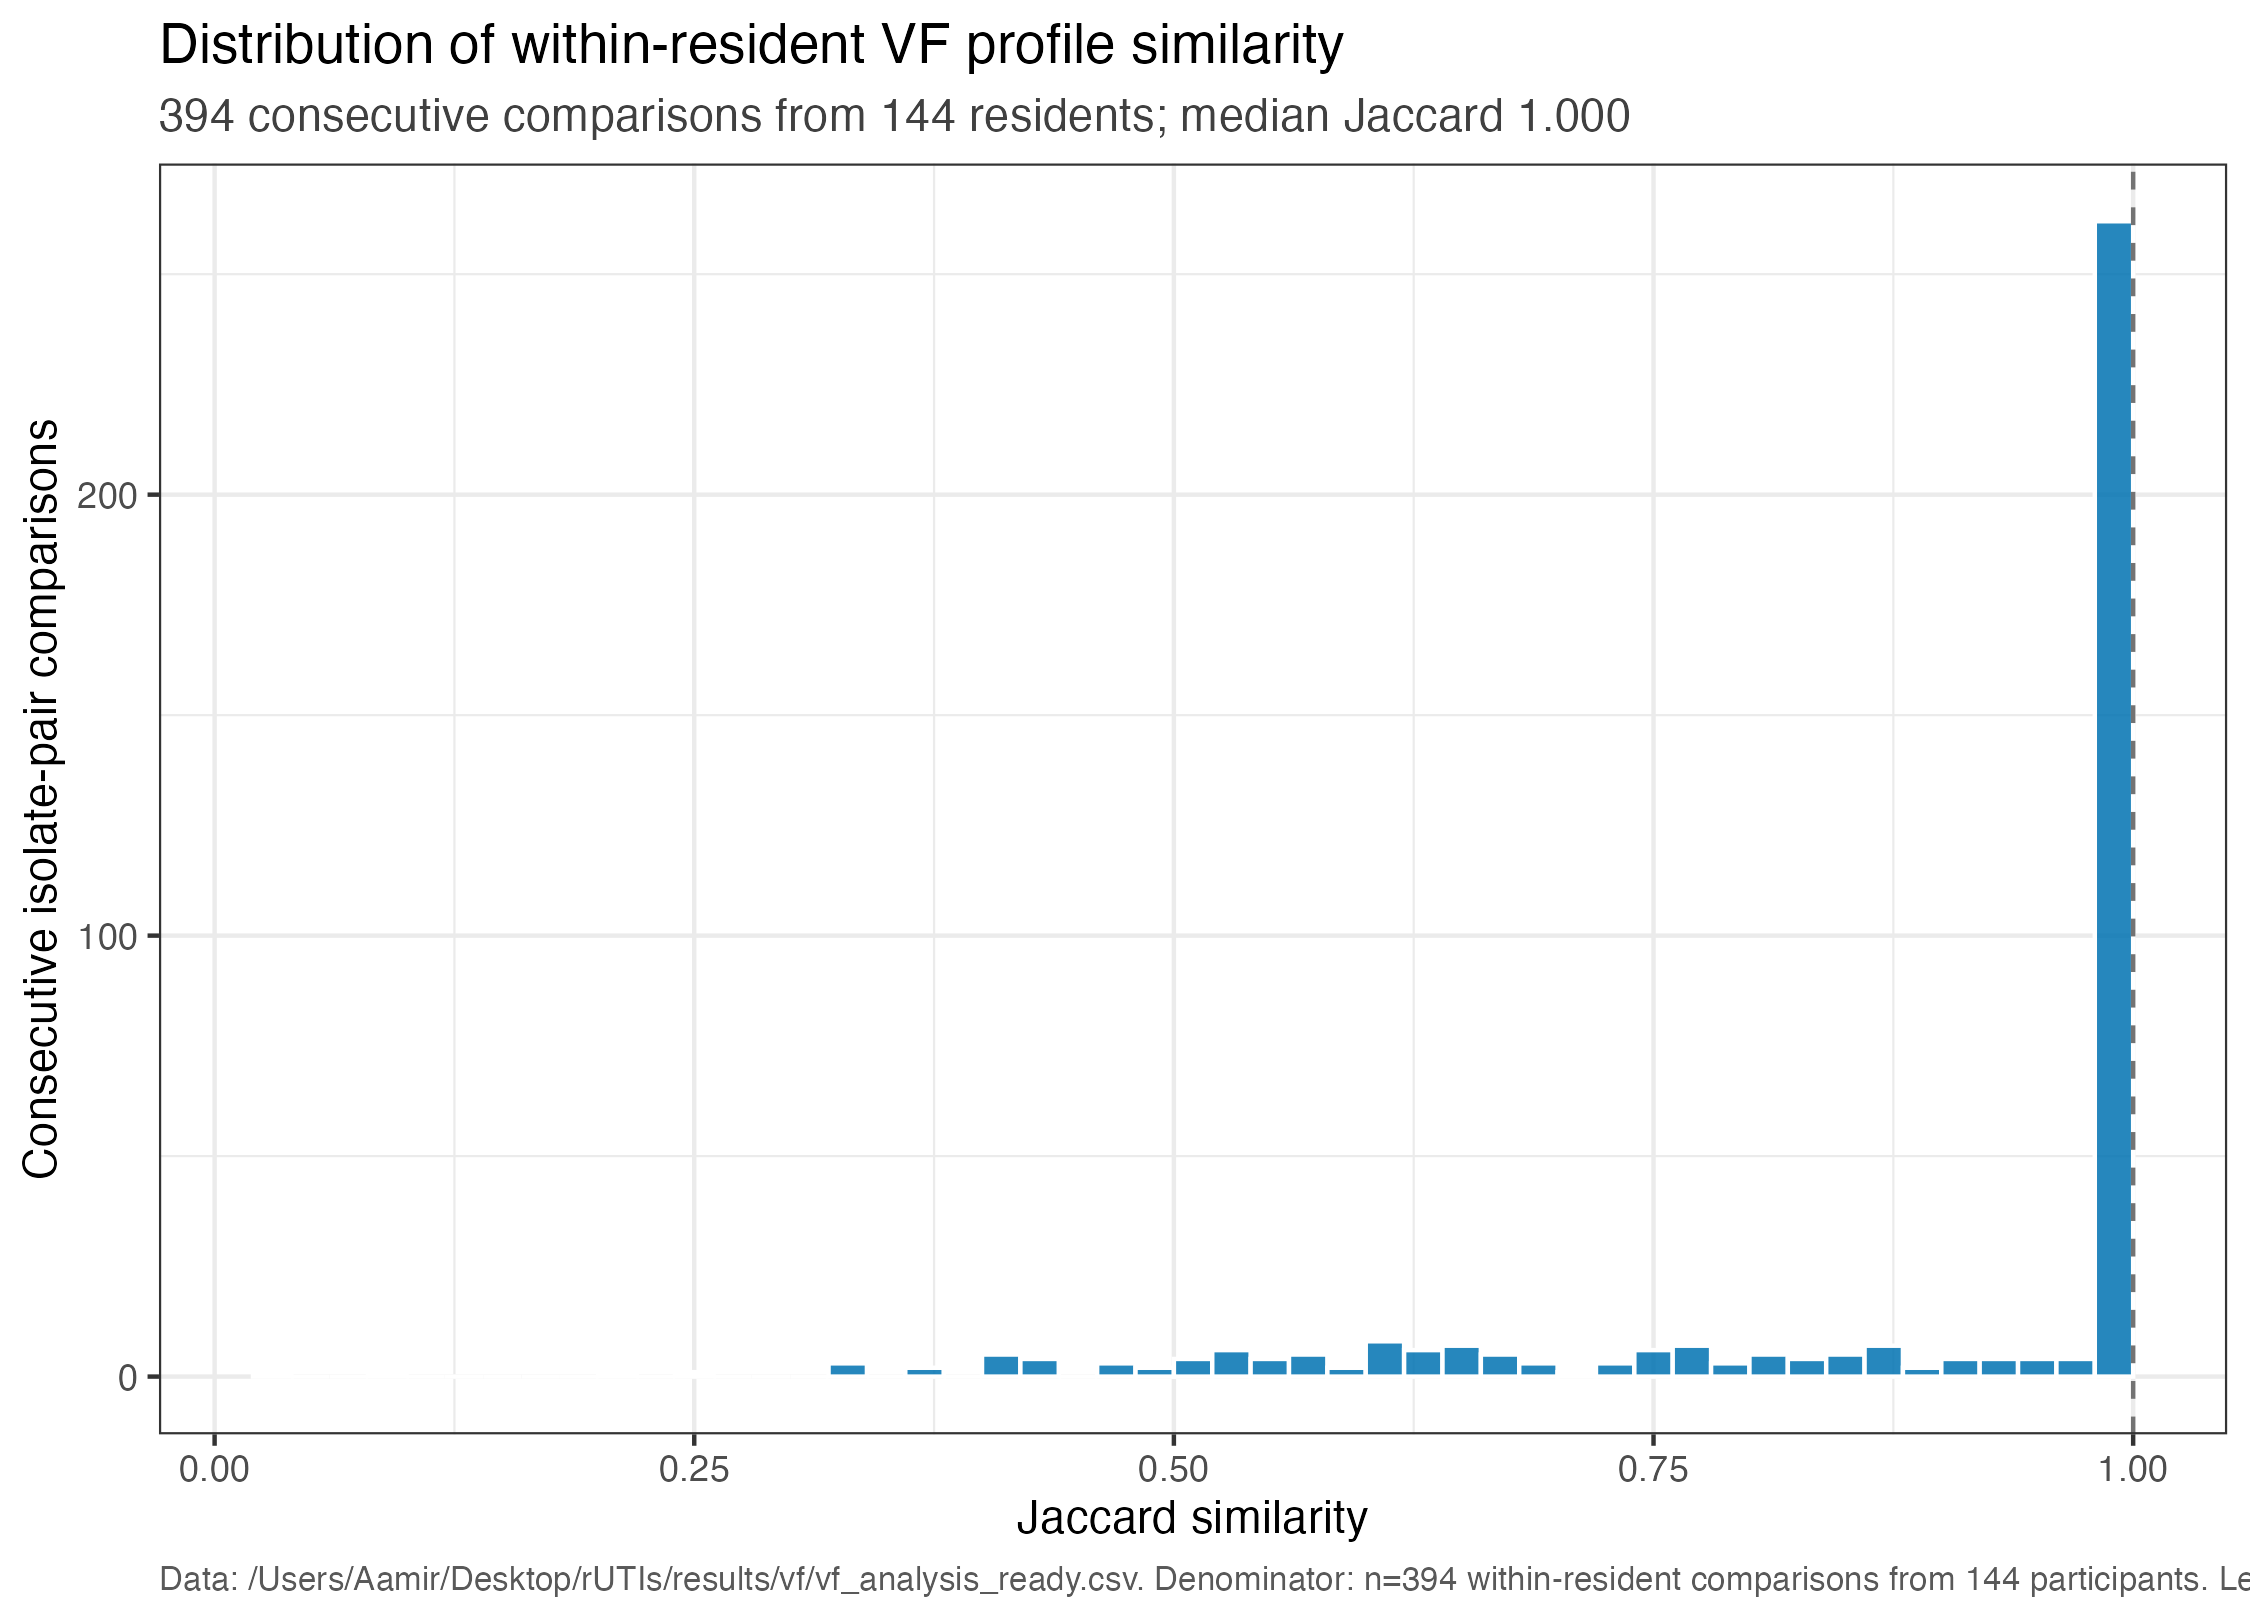 Distribution of within-resident VF profile similarity
394 consecutive comparisons from 144 residents; median Jaccard 1.000
Consecutive isolate-pair comparisons
200
100
0
0.00 0.25 0.50 0.75 1.00
Jaccard similarity
Data: /Users/Aamir/Desktop/rUTIs/results/vf/vf_analysis_ready.csv. Denominator: n=394 within-resident comparisons from 144 participants.